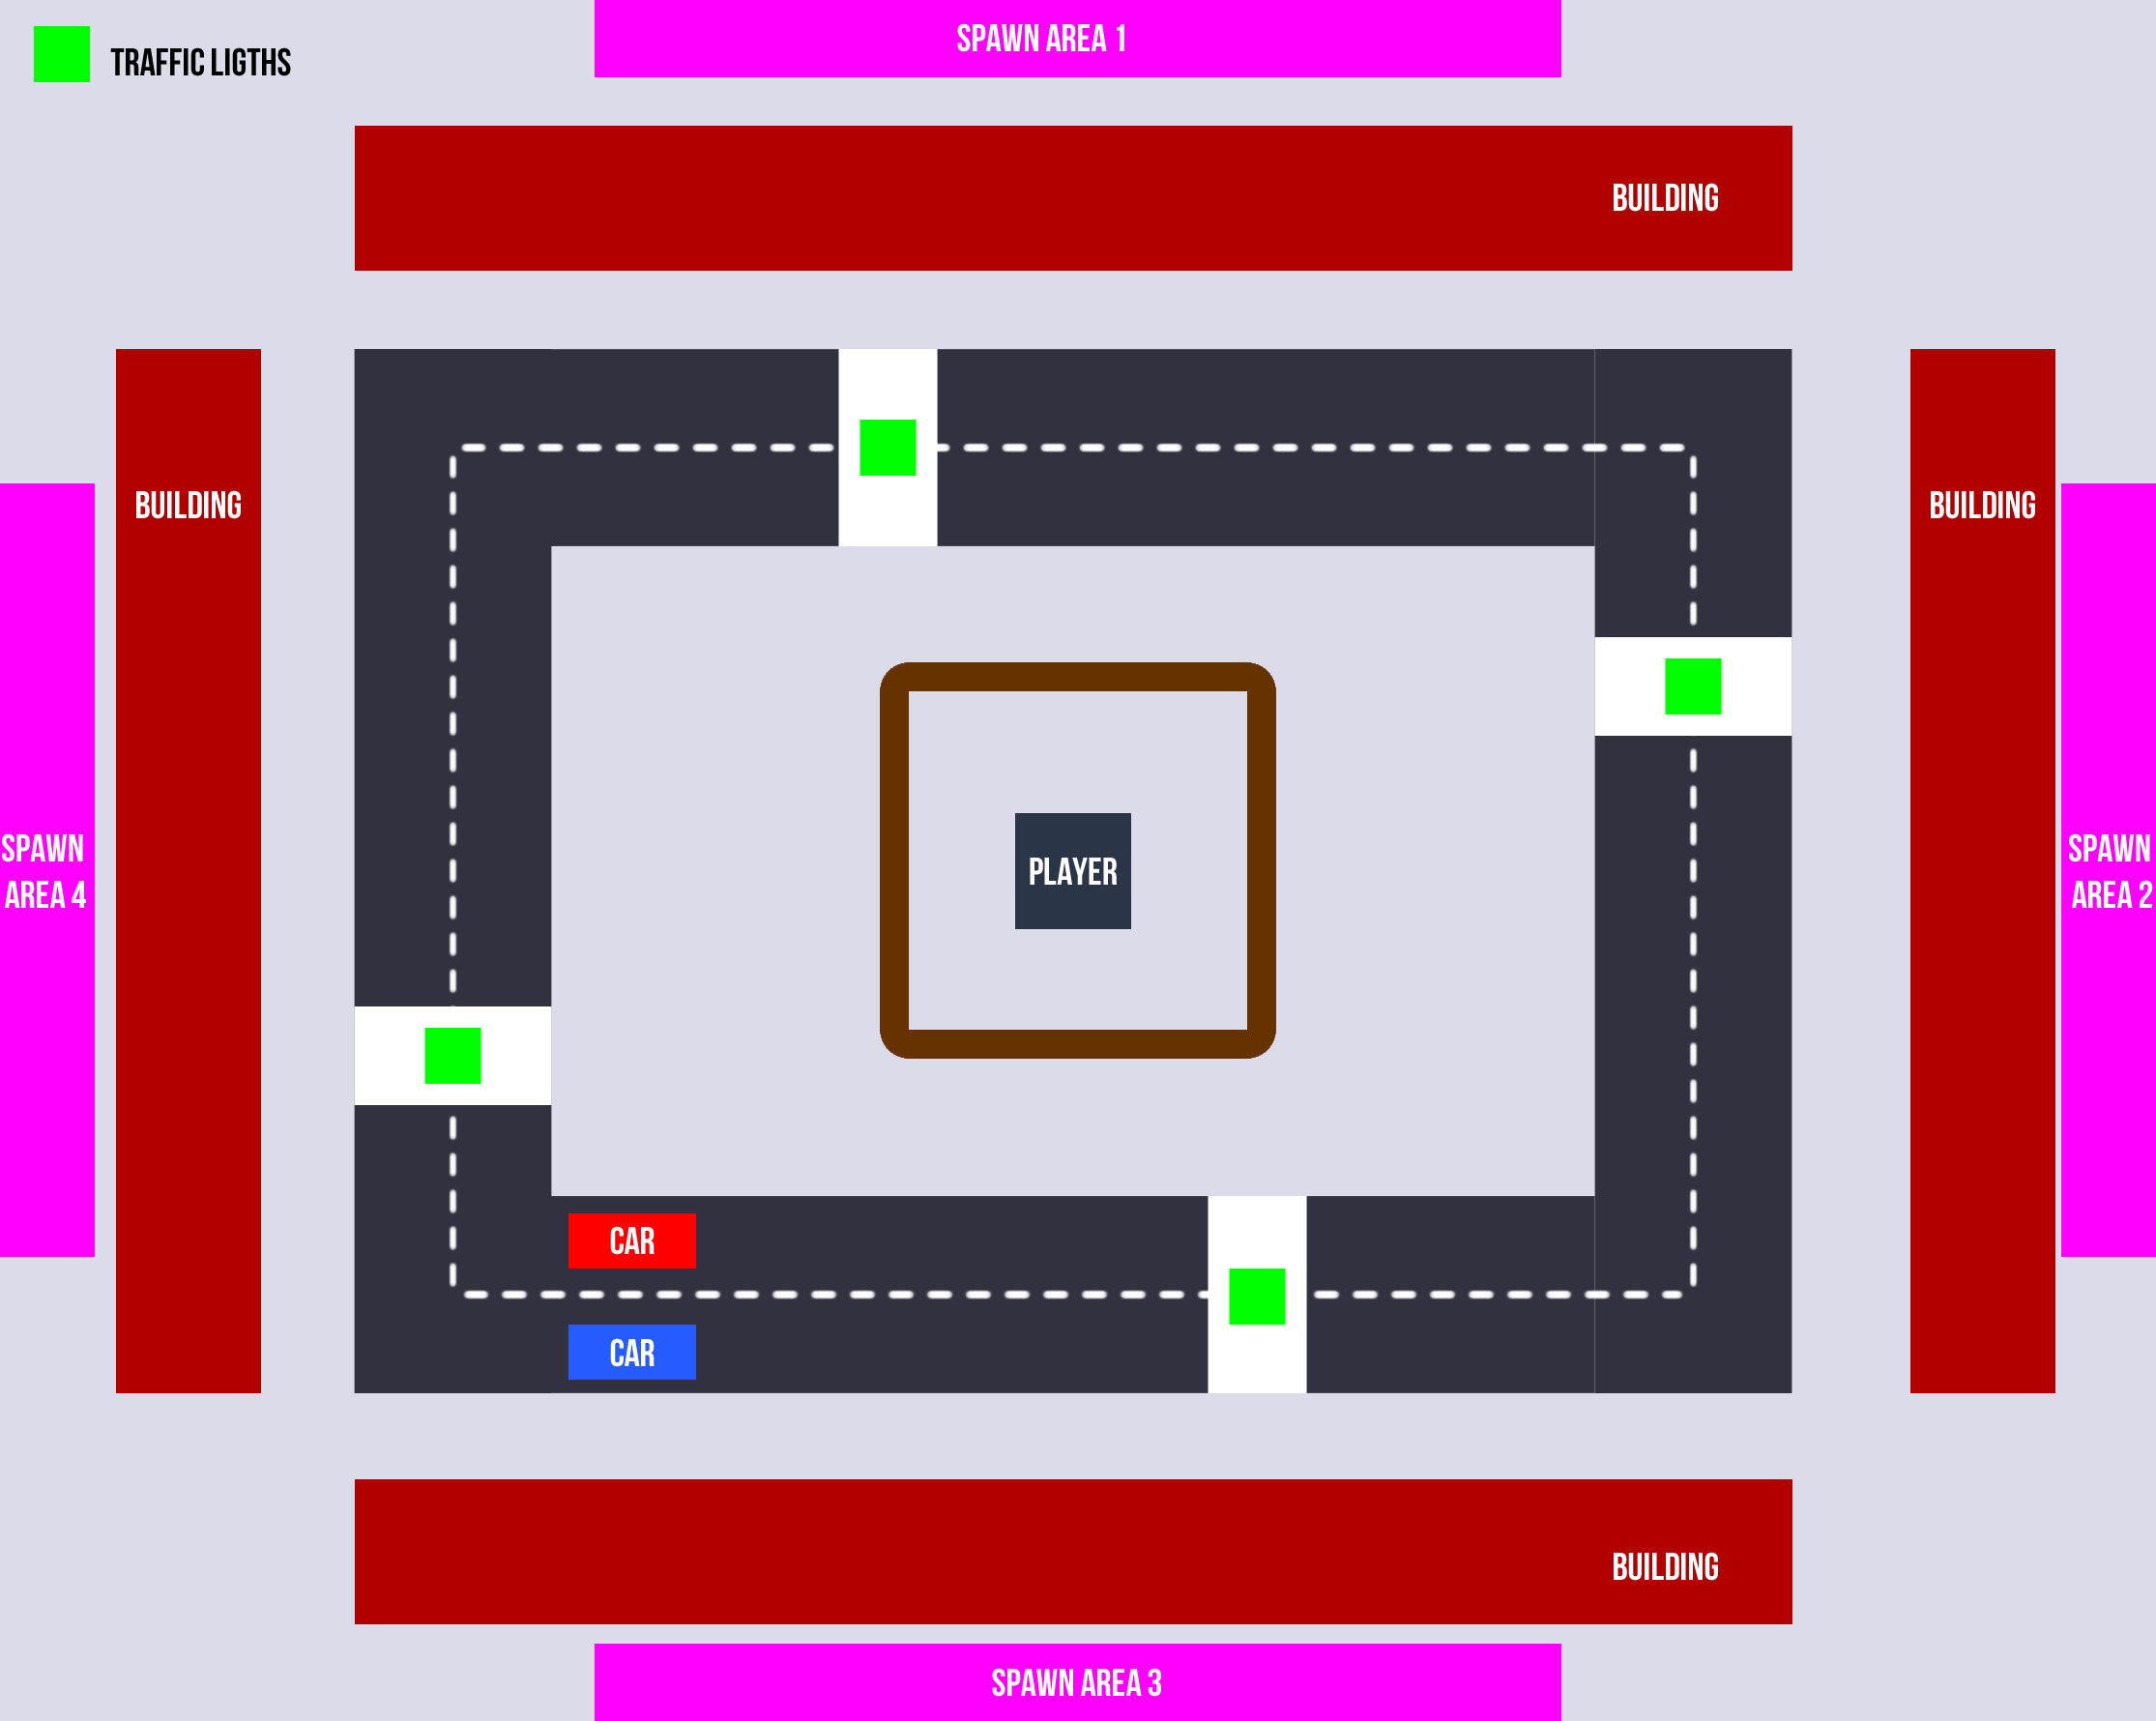 SPAWN AREA 1
TRAFFIC LIGTHS
BUILDING
BUILDING
BUILDING
SPAWN
AREA 4
PLAYER
SPAWN
AREA 2
CAR
CAR
BUILDING
SPAWN AREA 3